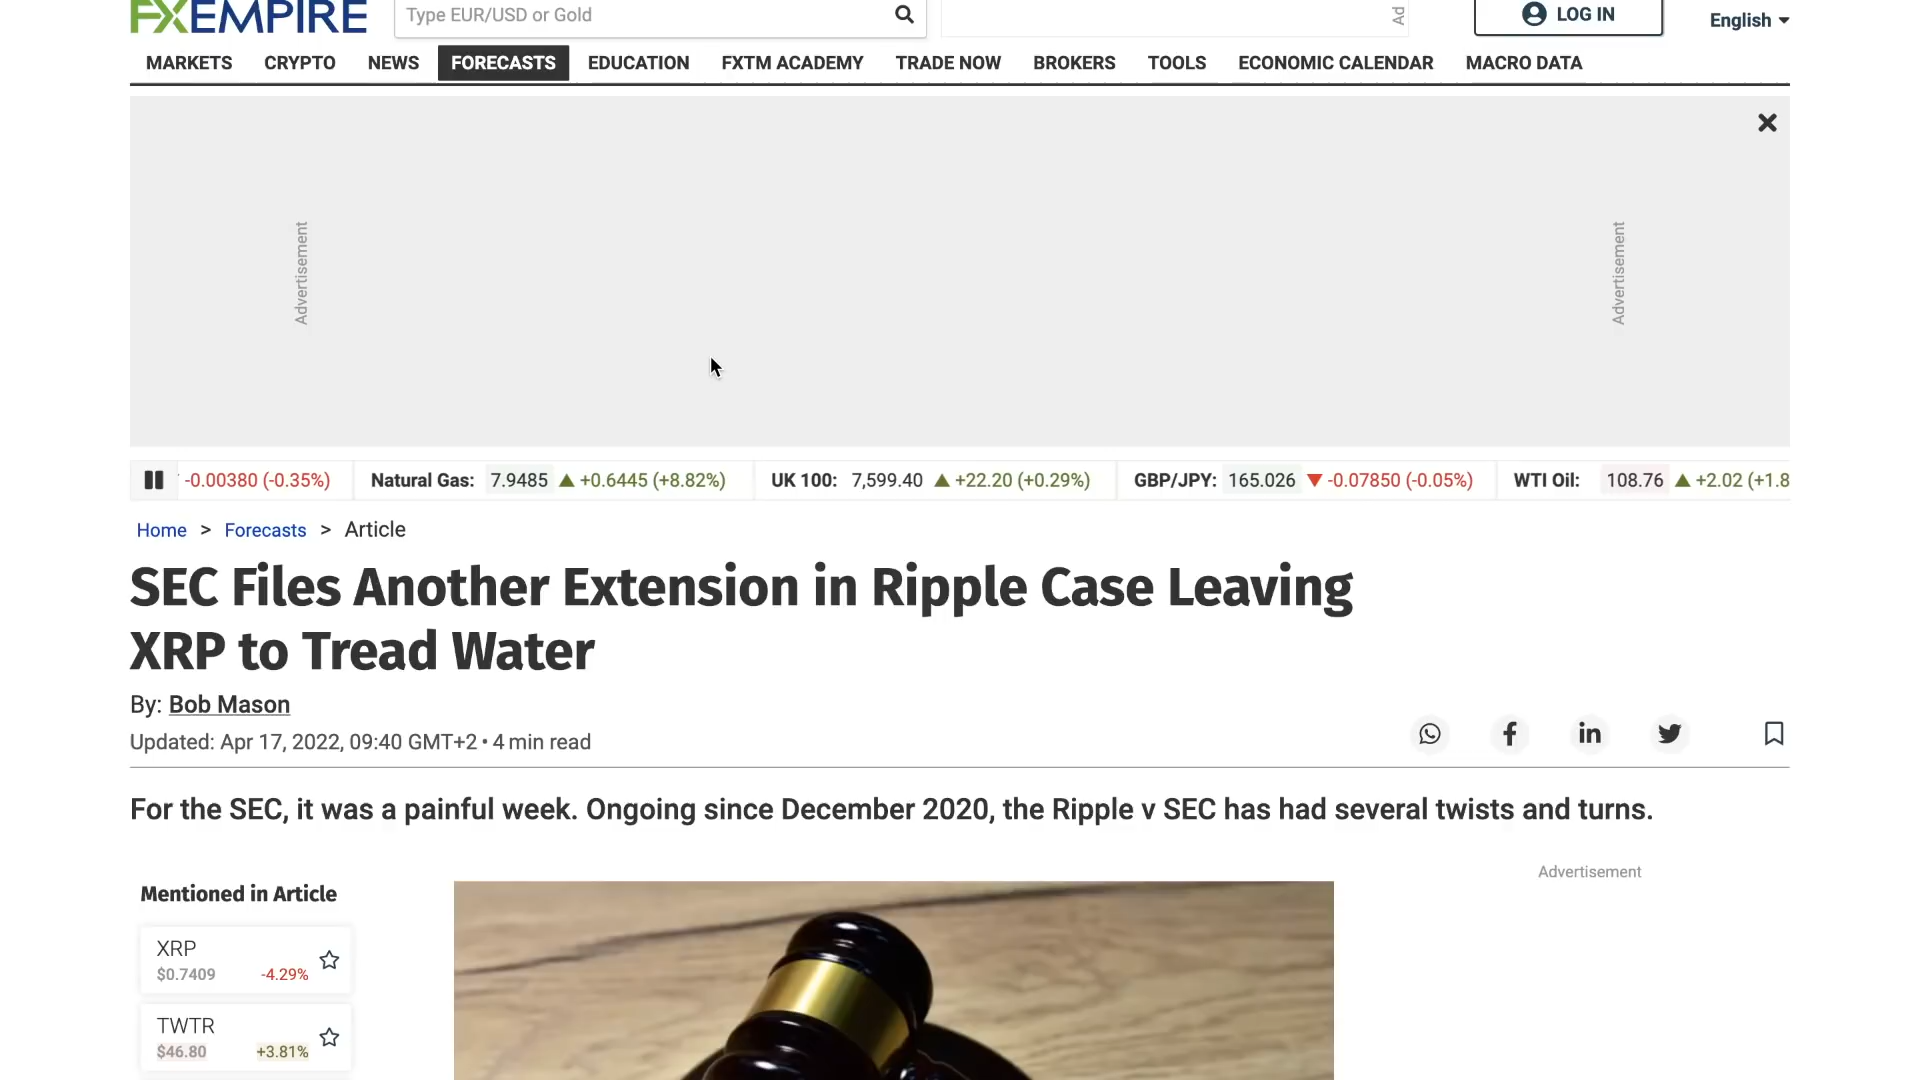 FXEMPIRE
Type EUR/USD or Gold
Ad
LOG IN
English
MARKETS CRYPTO NEWS FORECASTS EDUCATION FXTM ACADEMY TRADE NOW BROKERS TOOLS ECONOMIC CALENDAR MACRO DATA
Advertisement
Advertisement
-0.00380 (-0.35%) Natural Gas: 7.9485 ▲ +0.6445 (+8.82%) UK 100: 7,599.40 ▲ +22.20 (+0.29%) GBP/JPY: 165.026 ▼ -0.07850 (-0.05%) WTI Oil: 108.76 ▲ +2.02 (+1.8
Home > Forecasts > Article
SEC Files Another Extension in Ripple Case Leaving
XRP to Tread Water
By: Bob Mason
Updated: Apr 17, 2022, 09:40 GMT+2 • 4 min read
For the SEC, it was a painful week. Ongoing since December 2020, the Ripple v SEC has had several twists and turns.
Advertisement
Mentioned in Article
XRP
$0.7409 -4.29%
TWTR
$46.80 +3.81%